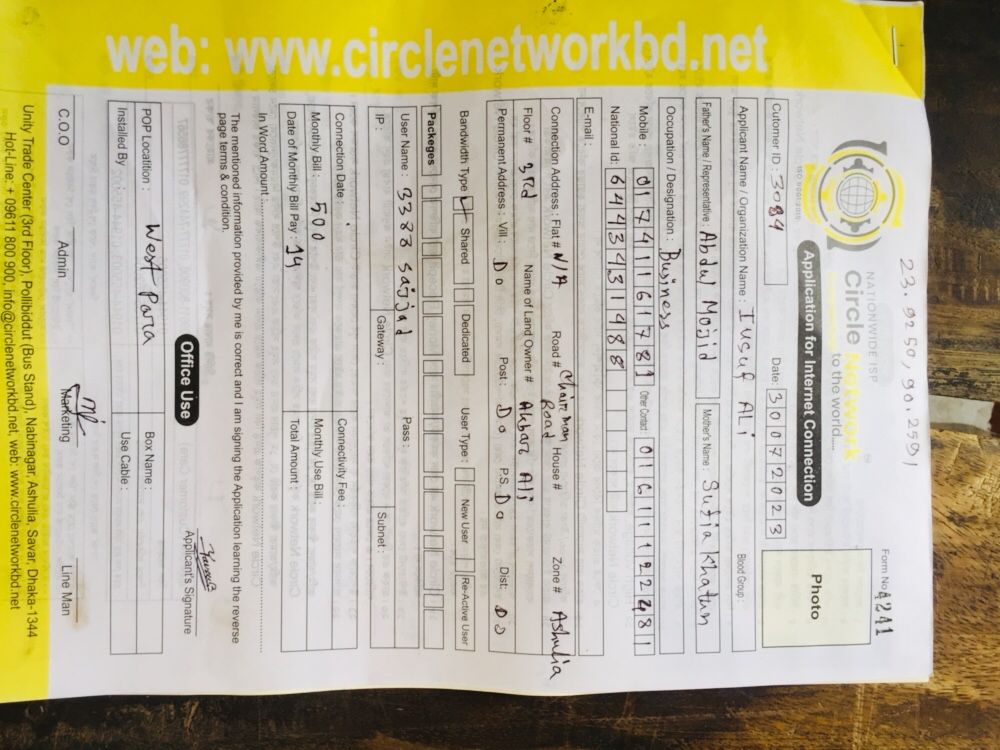 23.9250, 90.2591
NATIONWIDE ISP
Circle Network
to the world....
ISO 9001:2015
Form No. 4241
Application for Internet Connection
Photo
Cutomer ID : 3084 Date: 30072023
Applicant Name / Organization Name : Iusuf ALi Blood Group :
Father's Name / Representative : Abdul Mojid Mother's Name : Sufia Khatun
Occupation / Designation : Business
Mobile : 01741161781 Other Contact 01611122481
National Id: 6444343148 8
E-mail :
Connection Address : Flat # N/A Road # Chairman Road House # Zone # Ashulia
Floor # 3rd Name of Land Owner # Akbar Ali
Permanent Address : Vill : Do Post : Do P.S. Do Dist: DO
Bandwidth Type Shared Dedicated User Type : New User Re-Active User
Packeges
User Name : 3383 sajjad Pass :
IP : Gateway : Subnet :
Connection Date : Connectivity Fee :
Monthly Bill : 500 Monthly Use Bill :
Date of Monthly Bill Pay : 14 Total Amount :
In Word Amount :
The mentioned information provided by me is correct and I am signing the Application learning the reverse
page terms & condition.
Applicant's Signature
Office Use
POP Locatition : West Para Box Name :
Installed By : Use Cable :
C.O.O Admin Marketing Line Man
Unity Trade Center (3rd Floor), Pollibiddut (Bus Stand), Nabinagar, Ashulia, Savar, Dhaka-1344
Hot-Line: + 09611 800 900, info@circlenetworkbd.net, web: www.circlenetworkbd.net
web: www.circlenetworkbd.net